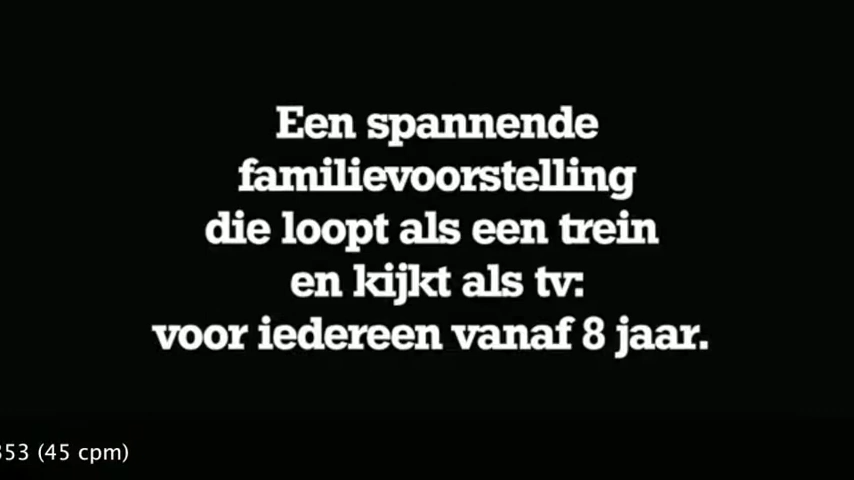 Een spannende
familievoorstelling
die loopt als een trein
en kijkt als tv:
voor iedereen vanaf 8 jaar.
353 (45 cpm)